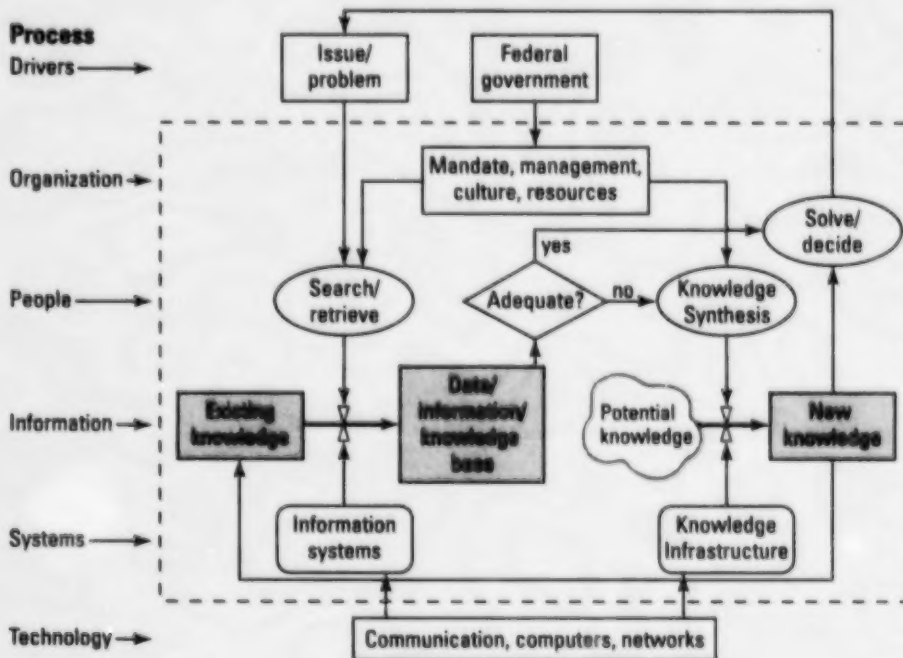 Process
Drivers
Issue/
problem
Federal
government
Organization
Mandate, management,
culture, resources
Solve/
decide
yes
People
Search/
retrieve
Adequate?
no
Knowledge
Synthesis
Information
Existing
knowledge
Data/
information/
knowledge
base
Potential
knowledge
New
knowledge
Systems
Information
systems
Knowledge
Infrastructure
Technology
Communication, computers, networks